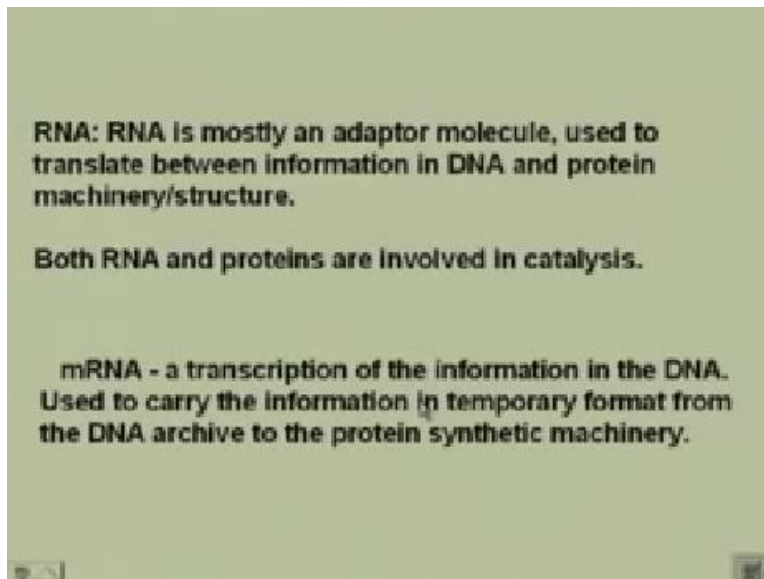 RNA: RNA is mostly an adaptor molecule, used to
translate between information in DNA and protein
machinery/structure.
Both RNA and proteins are involved in catalysis.
mRNA - a transcription of the information in the DNA.
Used to carry the information in temporary format from
the DNA archive to the protein synthetic machinery.